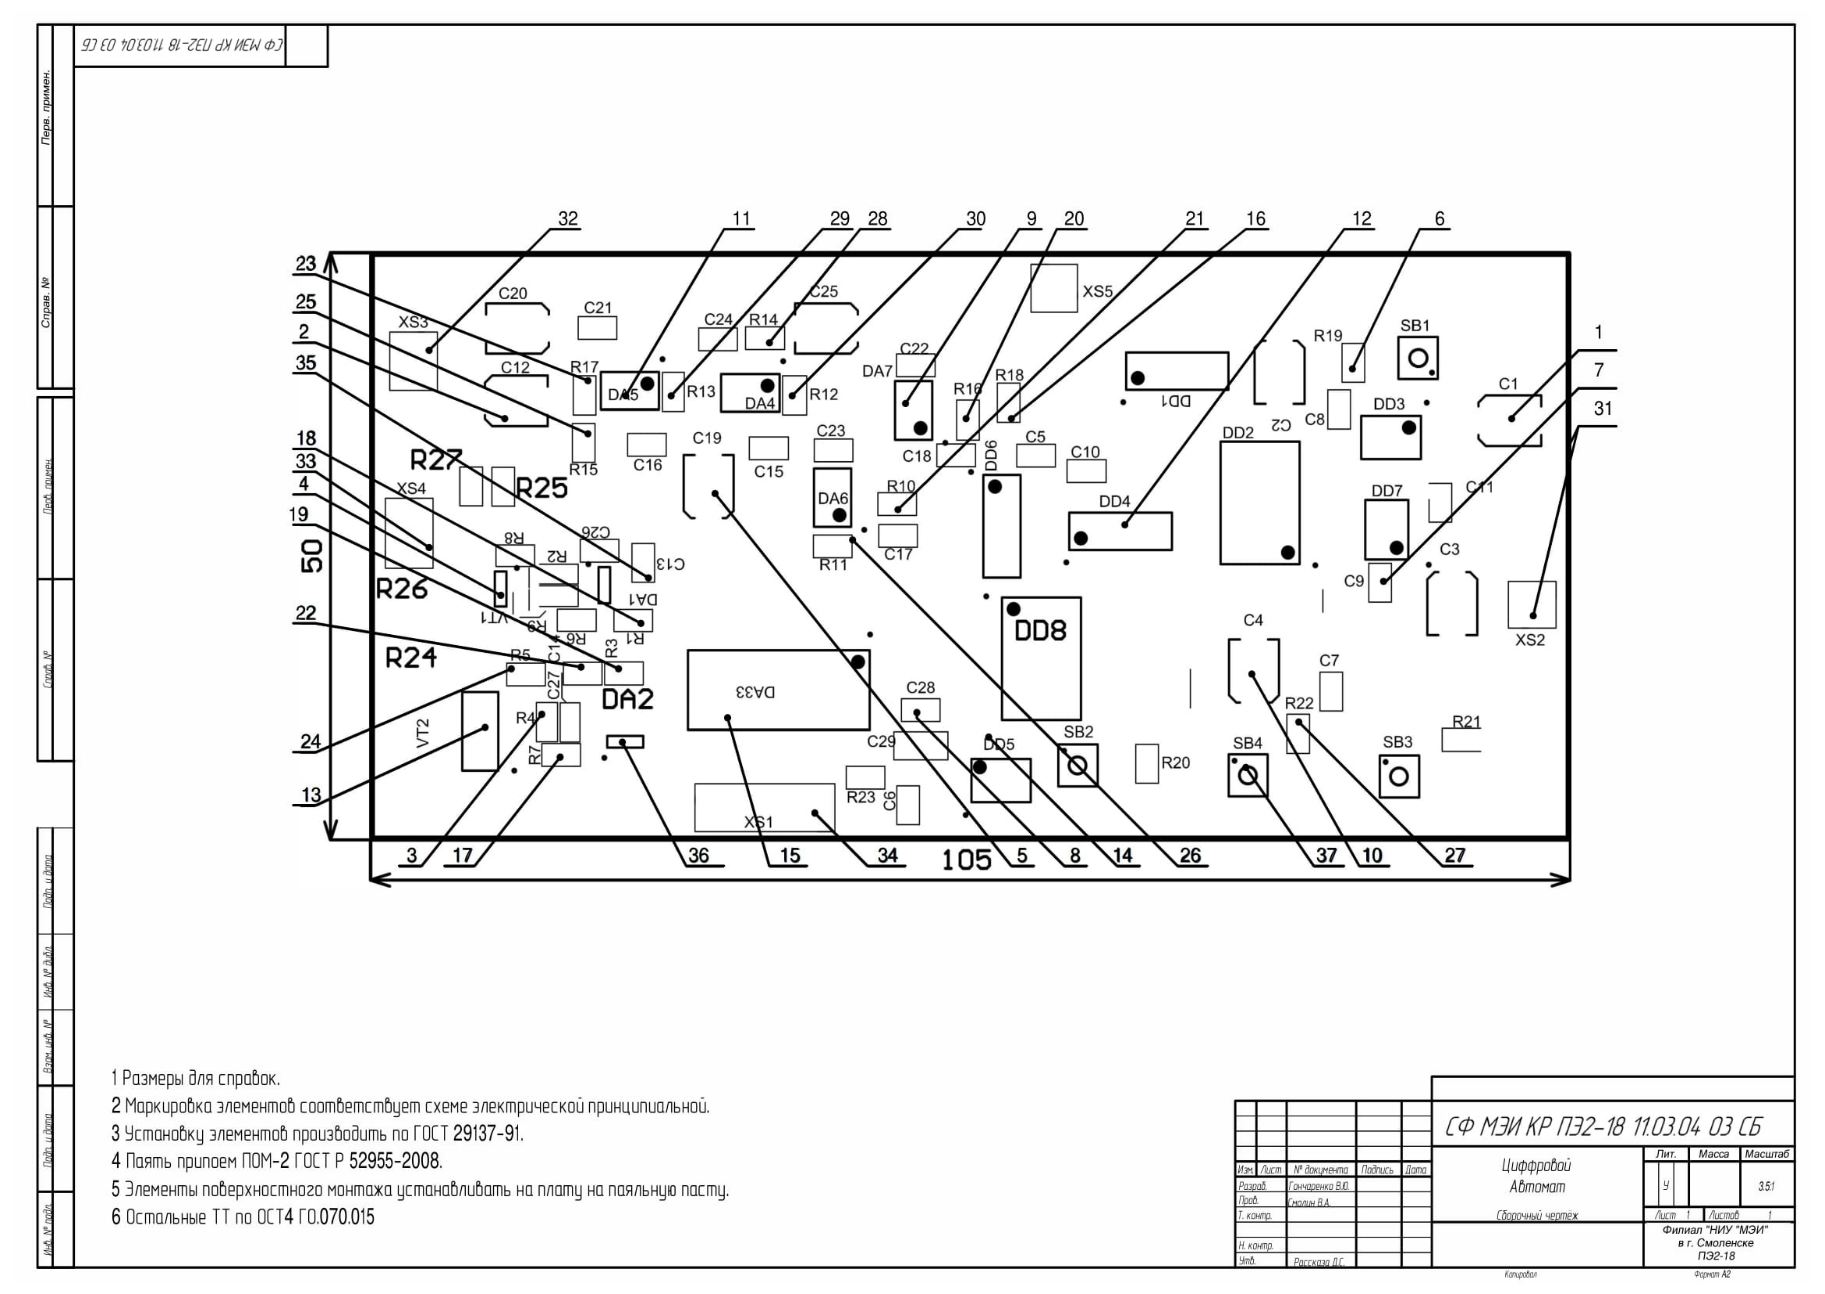 СФ МЭИ КР ПЭ2-18 11.03.04 03 СБ
Перв. примен.
Справ. №
Перв. примен.
Справ. №
Подп. и дата
Инв. № дубл.
Взам. инв. №
Подп. и дата
Инв. № подл.
32 11 29 28 30 9 20 21 16 12 6
23
25
2
35
18
33
4
19
22
24
13
1
7
31
50
C20 C21 C25 XS5
XS3 C24 R14 R19 SB1
C12 R17 DA5 R13 DA4 R12 DA7 C22 R16 R18 DD1 C2 C8 DD3 C1
R27 R15 C16 C19 C15 C23 C18 DD6 C5 C10 DD2
XS4 R25 DA6 R10 DD4 DD7 C11
R8 R2 C26 C13 R11 C17 C9 C3
R26 VT1 R9 R6 DA1 R1 DD8 C4 XS2
R24 R5 C14 R3 C27 DA2 DA33 C28 C7
VT2 R4 R7 C29 DD5 SB2 R20 R22 SB4 SB3 R21
XS1 R23 C6
3 17 36 15 34 5 8 14 26 37 10 27
105
1 Размеры для справок.
2 Маркировка элементов соответствует схеме электрической принципиальной.
3 Установку элементов производить по ГОСТ 29137-91.
4 Паять припоем ПОМ-2 ГОСТ Р 52955-2008.
5 Элементы поверхностного монтажа устанавливать на плату на паяльную пасту.
6 Остальные ТТ по ОСТ4 ГО.070.015
СФ МЭИ КР ПЭ2-18 11.03.04 03 СБ
Изм. Лист № документа Подпись Дата
Разраб. Гончаренко В.Ю.
Пров. Смолин В.А.
Т. контр.
Н. контр.
Утв. Рассказа Д.С.
Цифровой
Автомат
Сборочный чертёж
Лит. Масса Масштаб
У 3.5:1
Лист 1 Листов 1
Филиал "НИУ "МЭИ"
в г. Смоленске
ПЭ2-18
Копировал Формат А2